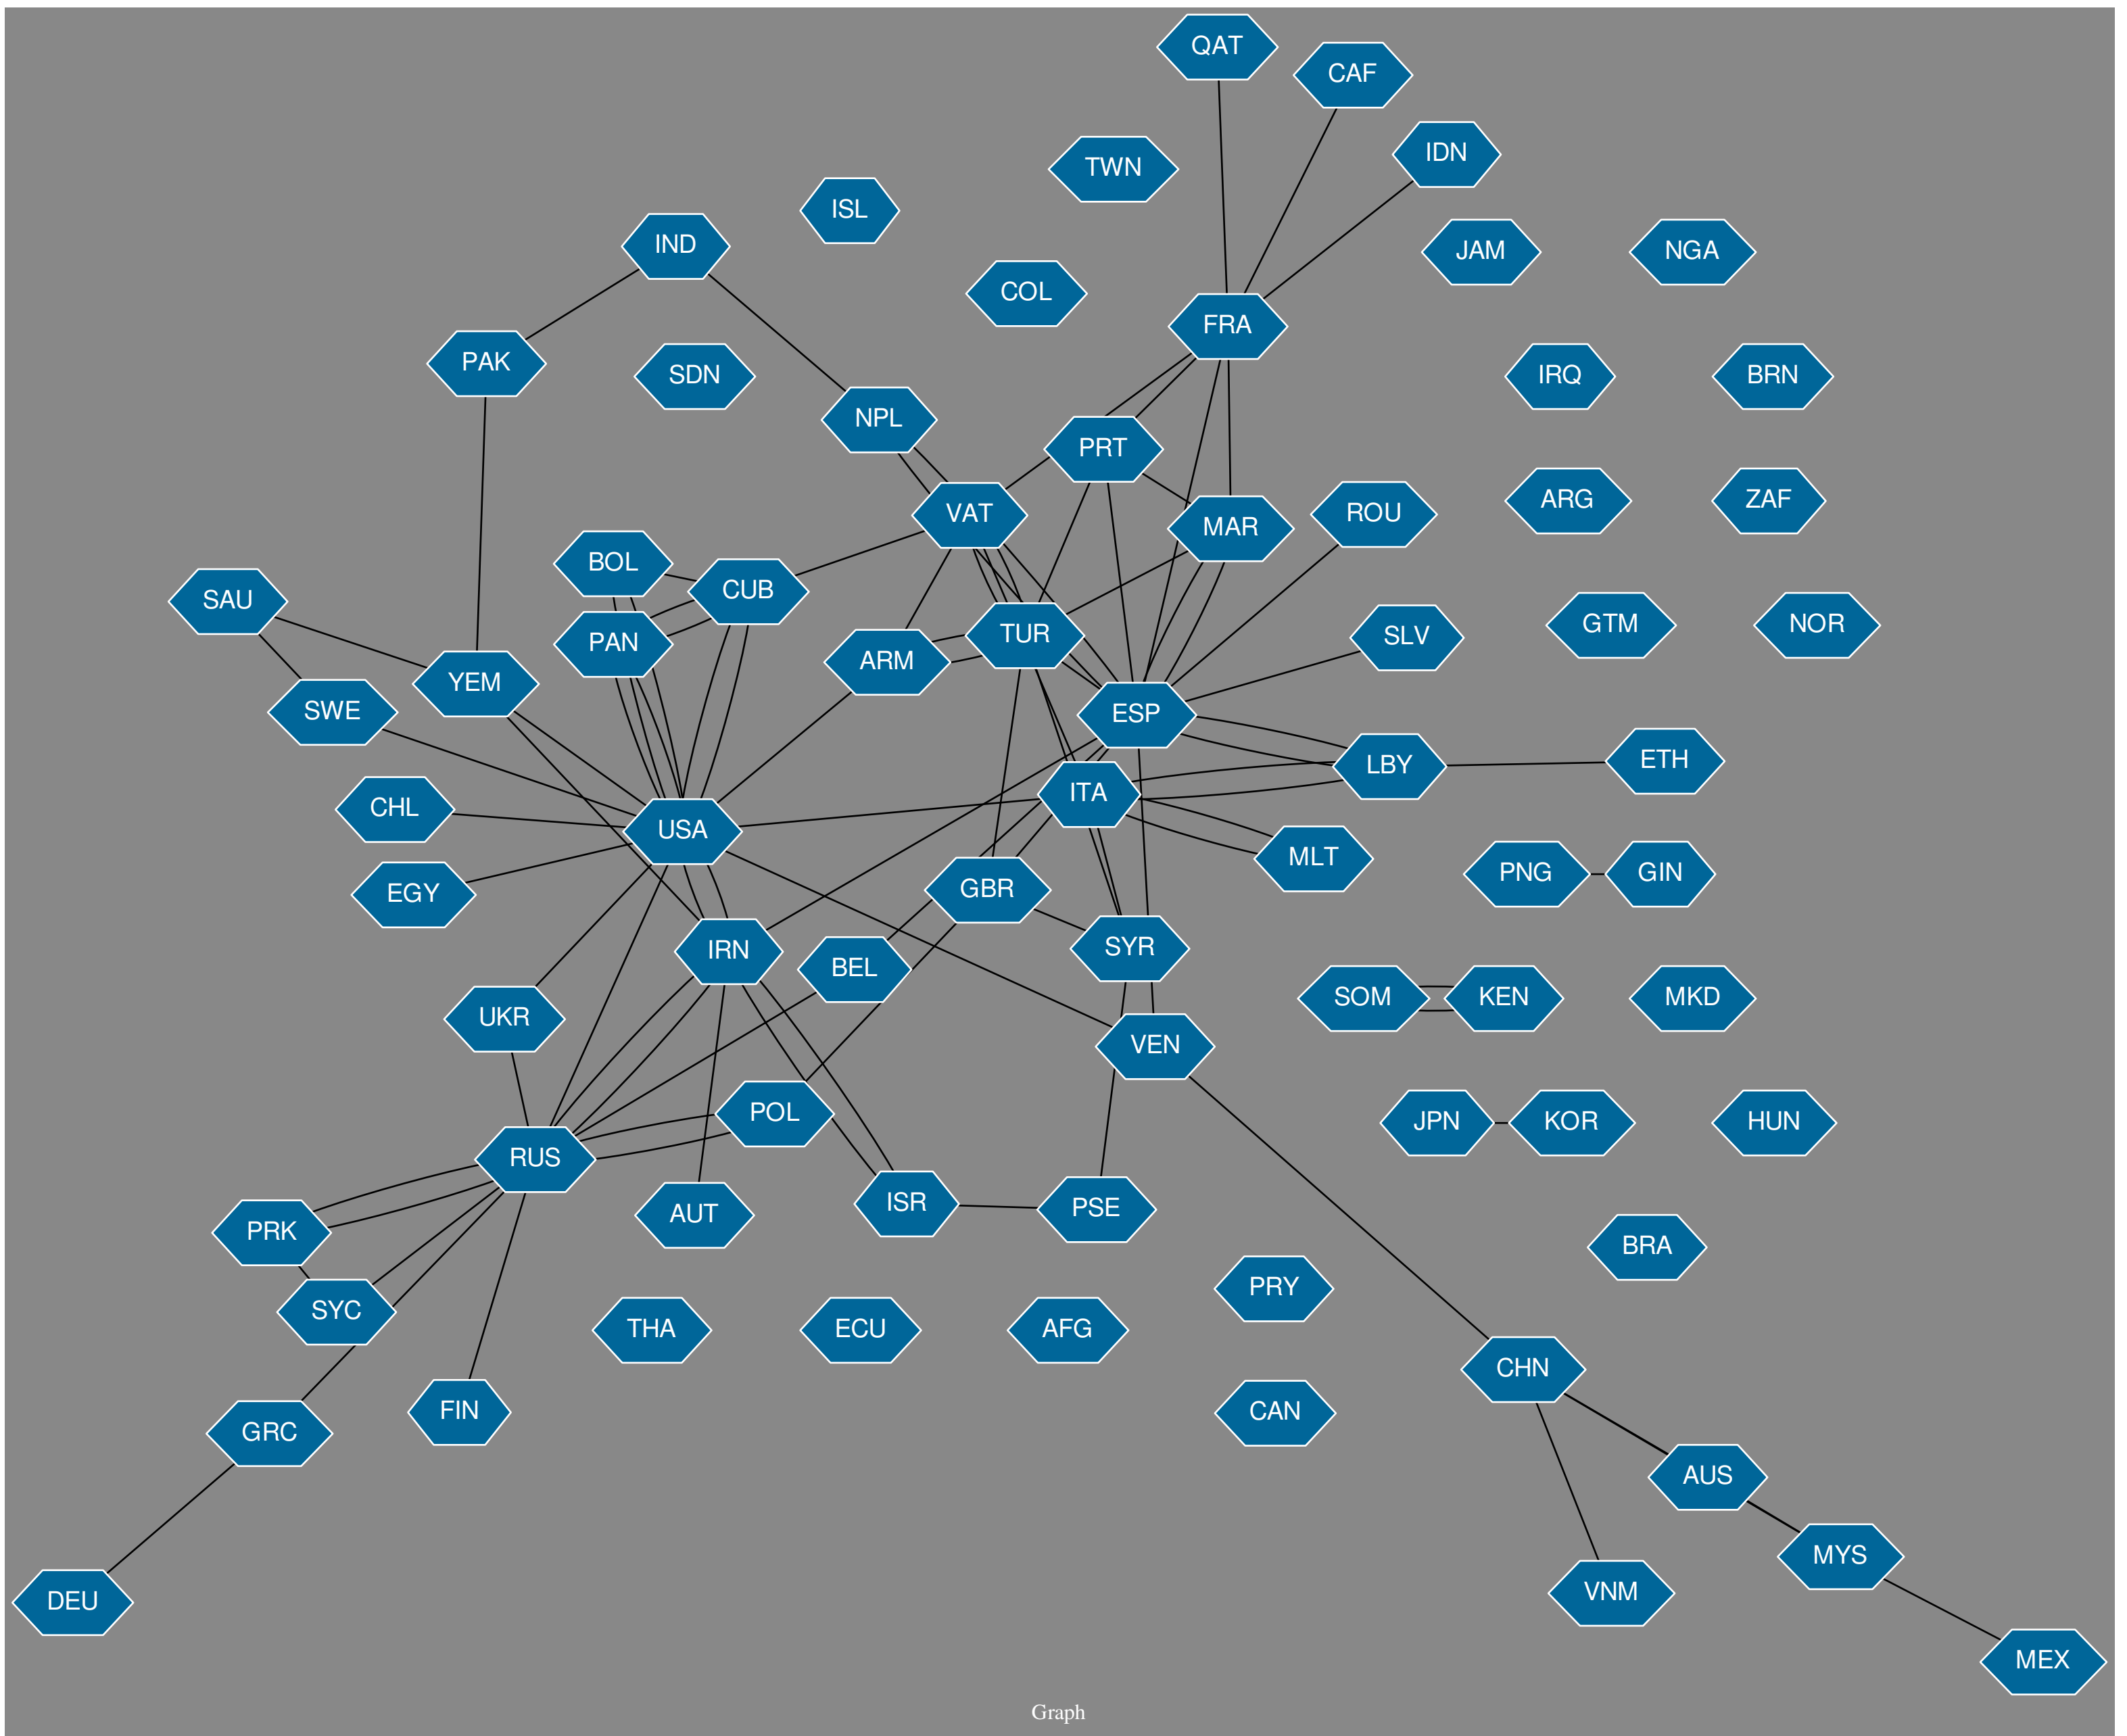 QAT
CAF
IDN
TWN
ISL
IND
JAM
NGA
COL
FRA
PAK
SDN
IRQ
BRN
NPL
PRT
VAT
MAR
ROU
ARG
ZAF
BOL
CUB
SAU
PAN
TUR
SLV
GTM
NOR
ARM
YEM
SWE
ESP
LBY
ETH
CHL
ITA
USA
MLT
PNG
GIN
EGY
GBR
IRN
SYR
BEL
SOM
KEN
MKD
UKR
VEN
POL
JPN
KOR
HUN
RUS
AUT
ISR
PSE
PRK
BRA
PRY
SYC
THA
ECU
AFG
CHN
GRC
FIN
CAN
AUS
MYS
DEU
VNM
MEX
Graph